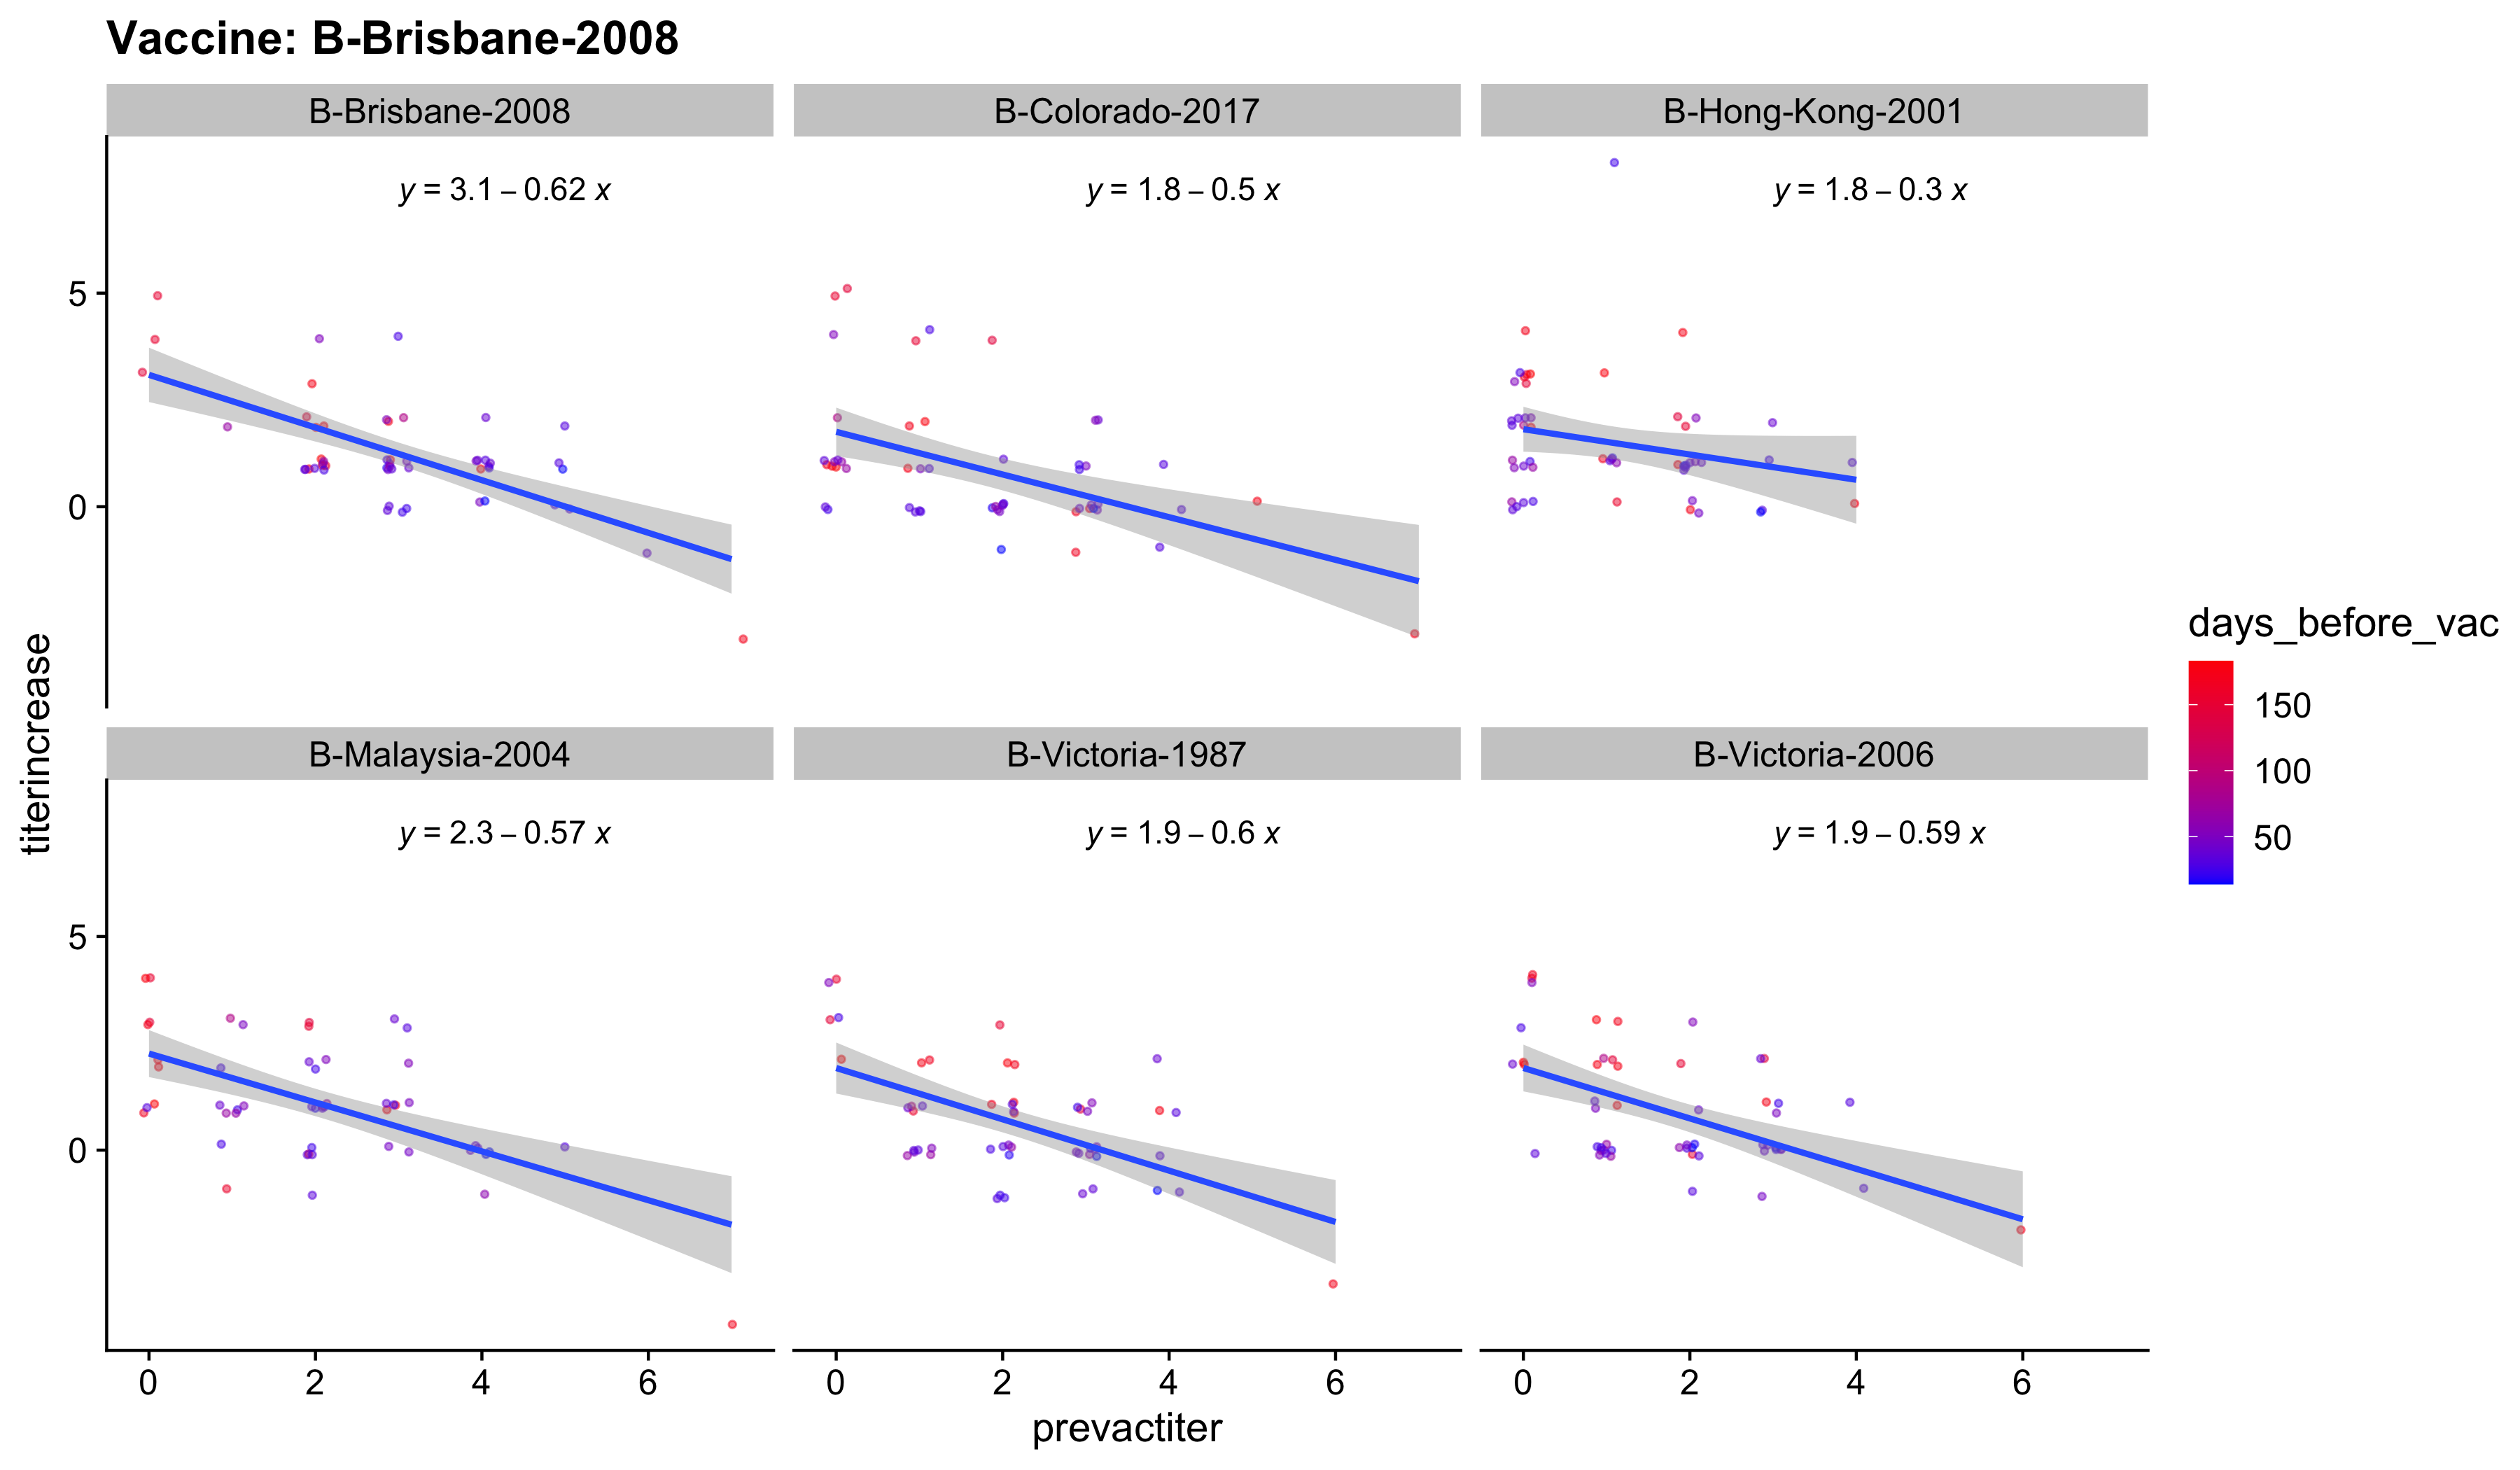 Vaccine: B-Brisbane-2008
B-Brisbane-2008
B-Colorado-2017
B-Hong-Kong-2001
y = 3.1 – 0.62 x
y = 1.8 – 0.5 x
y = 1.8 – 0.3 x
5
0
B-Malaysia-2004
B-Victoria-1987
B-Victoria-2006
y = 2.3 – 0.57 x
y = 1.9 – 0.6 x
y = 1.9 – 0.59 x
5
0
0 2 4 6
0 2 4 6
0 2 4 6
prevactiter
titerincrease
days_before_vac
150
100
50